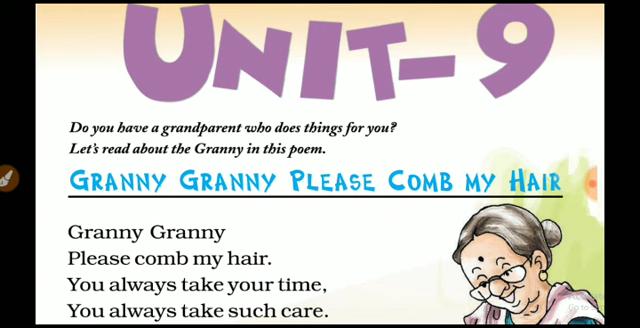 UNIT-9
Do you have a grandparent who does things for you?
Let's read about the Granny in this poem.
GRANNY GRANNY PLEASE COMB MY HAIR
Granny Granny
Please comb my hair.
You always take your time,
You always take such care.